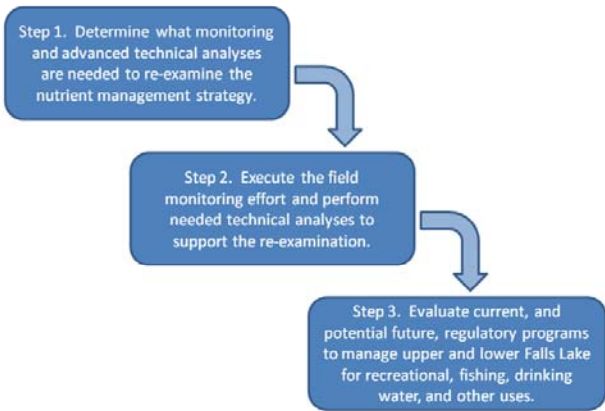 Step 1.  Determine what monitoring
and advanced technical analyses
are needed to re-examine the
nutrient management strategy.
Step 2.  Execute the field
monitoring effort and perform
needed technical analyses to
support the re-examination.
Step 3.  Evaluate current, and
potential future, regulatory programs
to manage upper and lower Falls Lake
for recreational, fishing, drinking
water, and other uses.